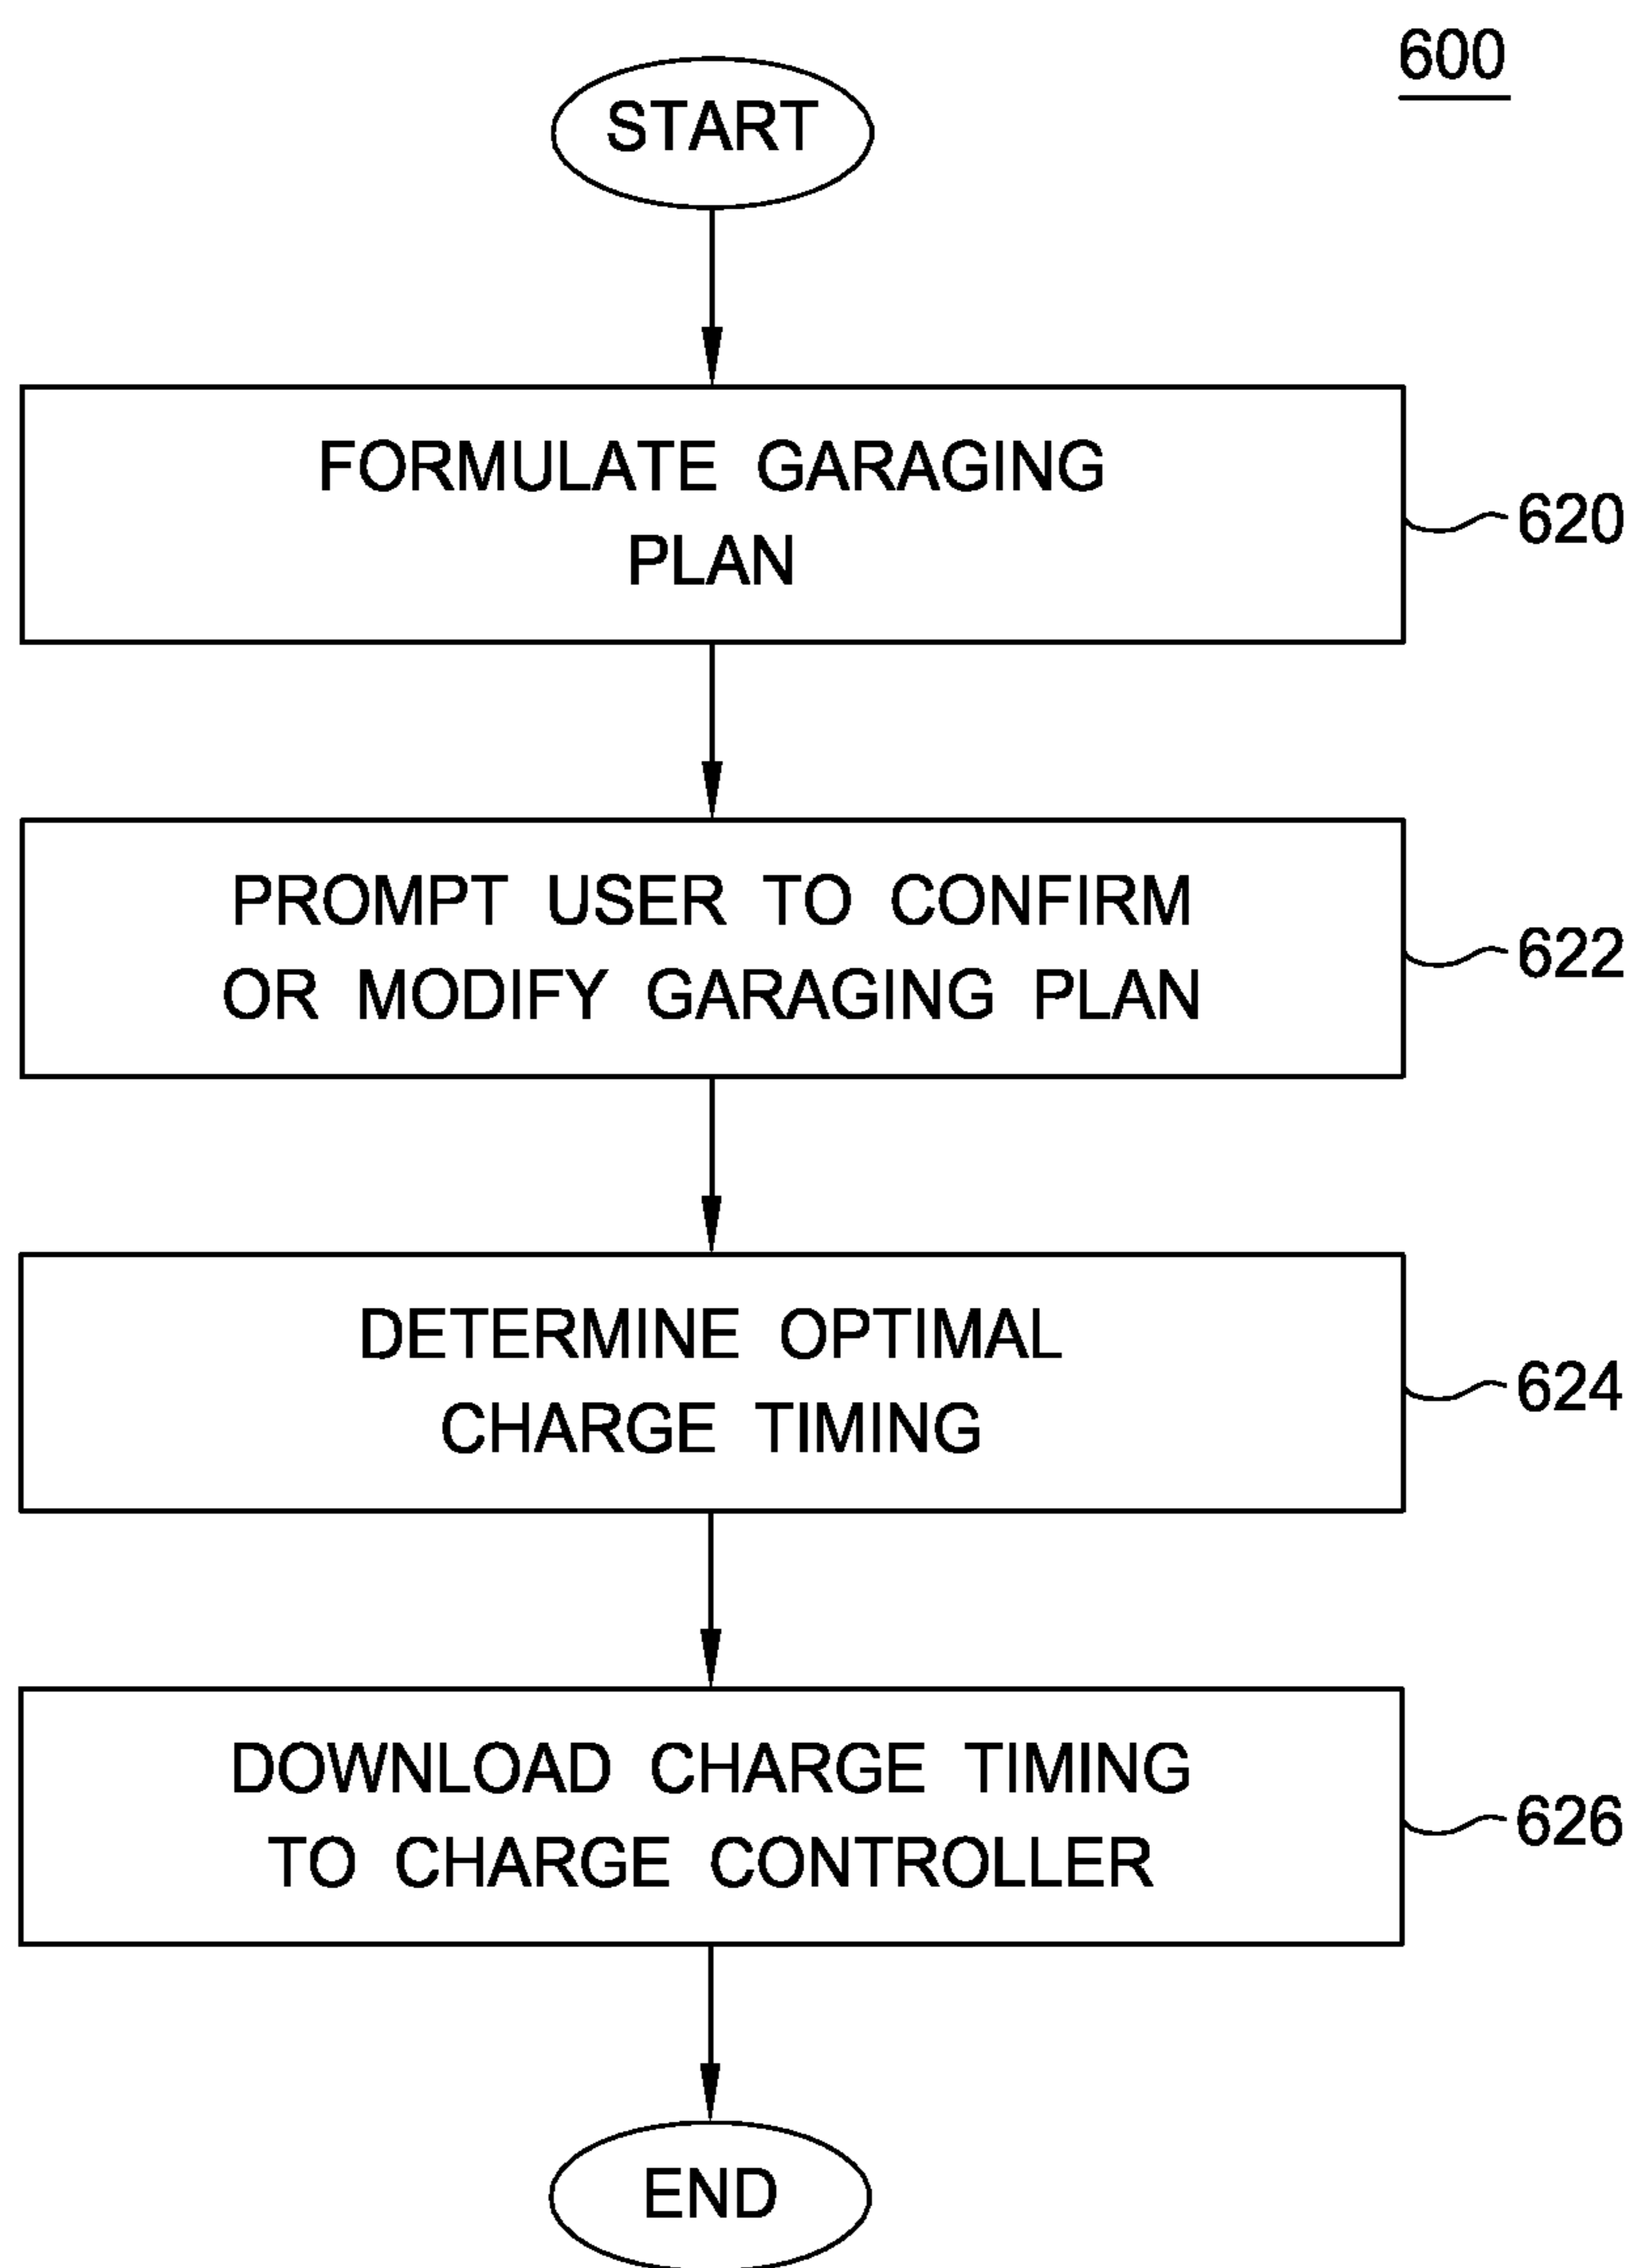 600
START
FORMULATE GARAGING
PLAN
620
PROMPT USER TO CONFIRM
OR MODIFY GARAGING PLAN
622
DETERMINE OPTIMAL
CHARGE TIMING
624
DOWNLOAD CHARGE TIMING
TO CHARGE CONTROLLER
626
END